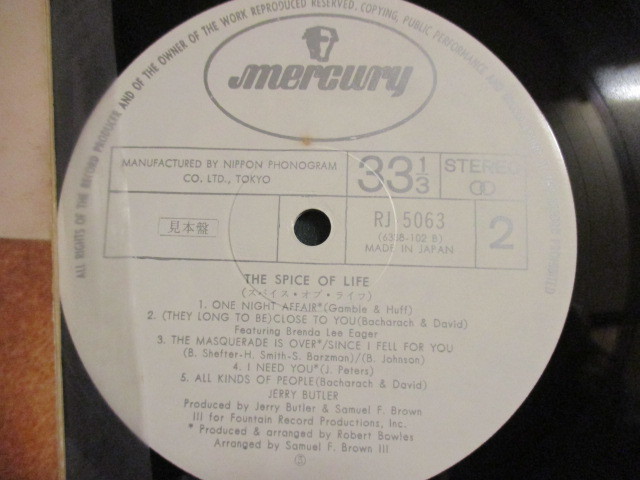 ALL RIGHTS OF THE RECORD PRODUCER AND OF THE OWNER OF THE WORK REPRODUCED RESERVED. COPYING, PUBLIC PERFORMANCE AND
mercury
MANUFACTURED BY NIPPON PHONOGRAM
CO. LTD., TOKYO
33 1/3
STEREO
見本盤
RJ 5063
MADE IN JAPAN
2
THE SPICE OF LIFE
(スパイス・オブ・ライフ)
1. ONE NIGHT AFFAIR*(Gamble & Huff)
2. (THEY LONG TO BE)CLOSE TO YOU(Bacharach & David)
Featuring Brenda Lee Eager
3. THE MASQUERADE IS OVER*/SINCE I FELL FOR YOU
(B. Shefter-H. Smith-S. Barzman)/(B. Johnson)
4. I NEED YOU*(J. Peters)
5. ALL KINDS OF PEOPLE(Bacharach & David)
JERRY BUTLER
Produced by Jerry Butler & Samuel F. Brown
III for Fountain Record Productions, Inc.
* Produced & arranged by Robert Bowles
Arranged by Samuel F. Brown III